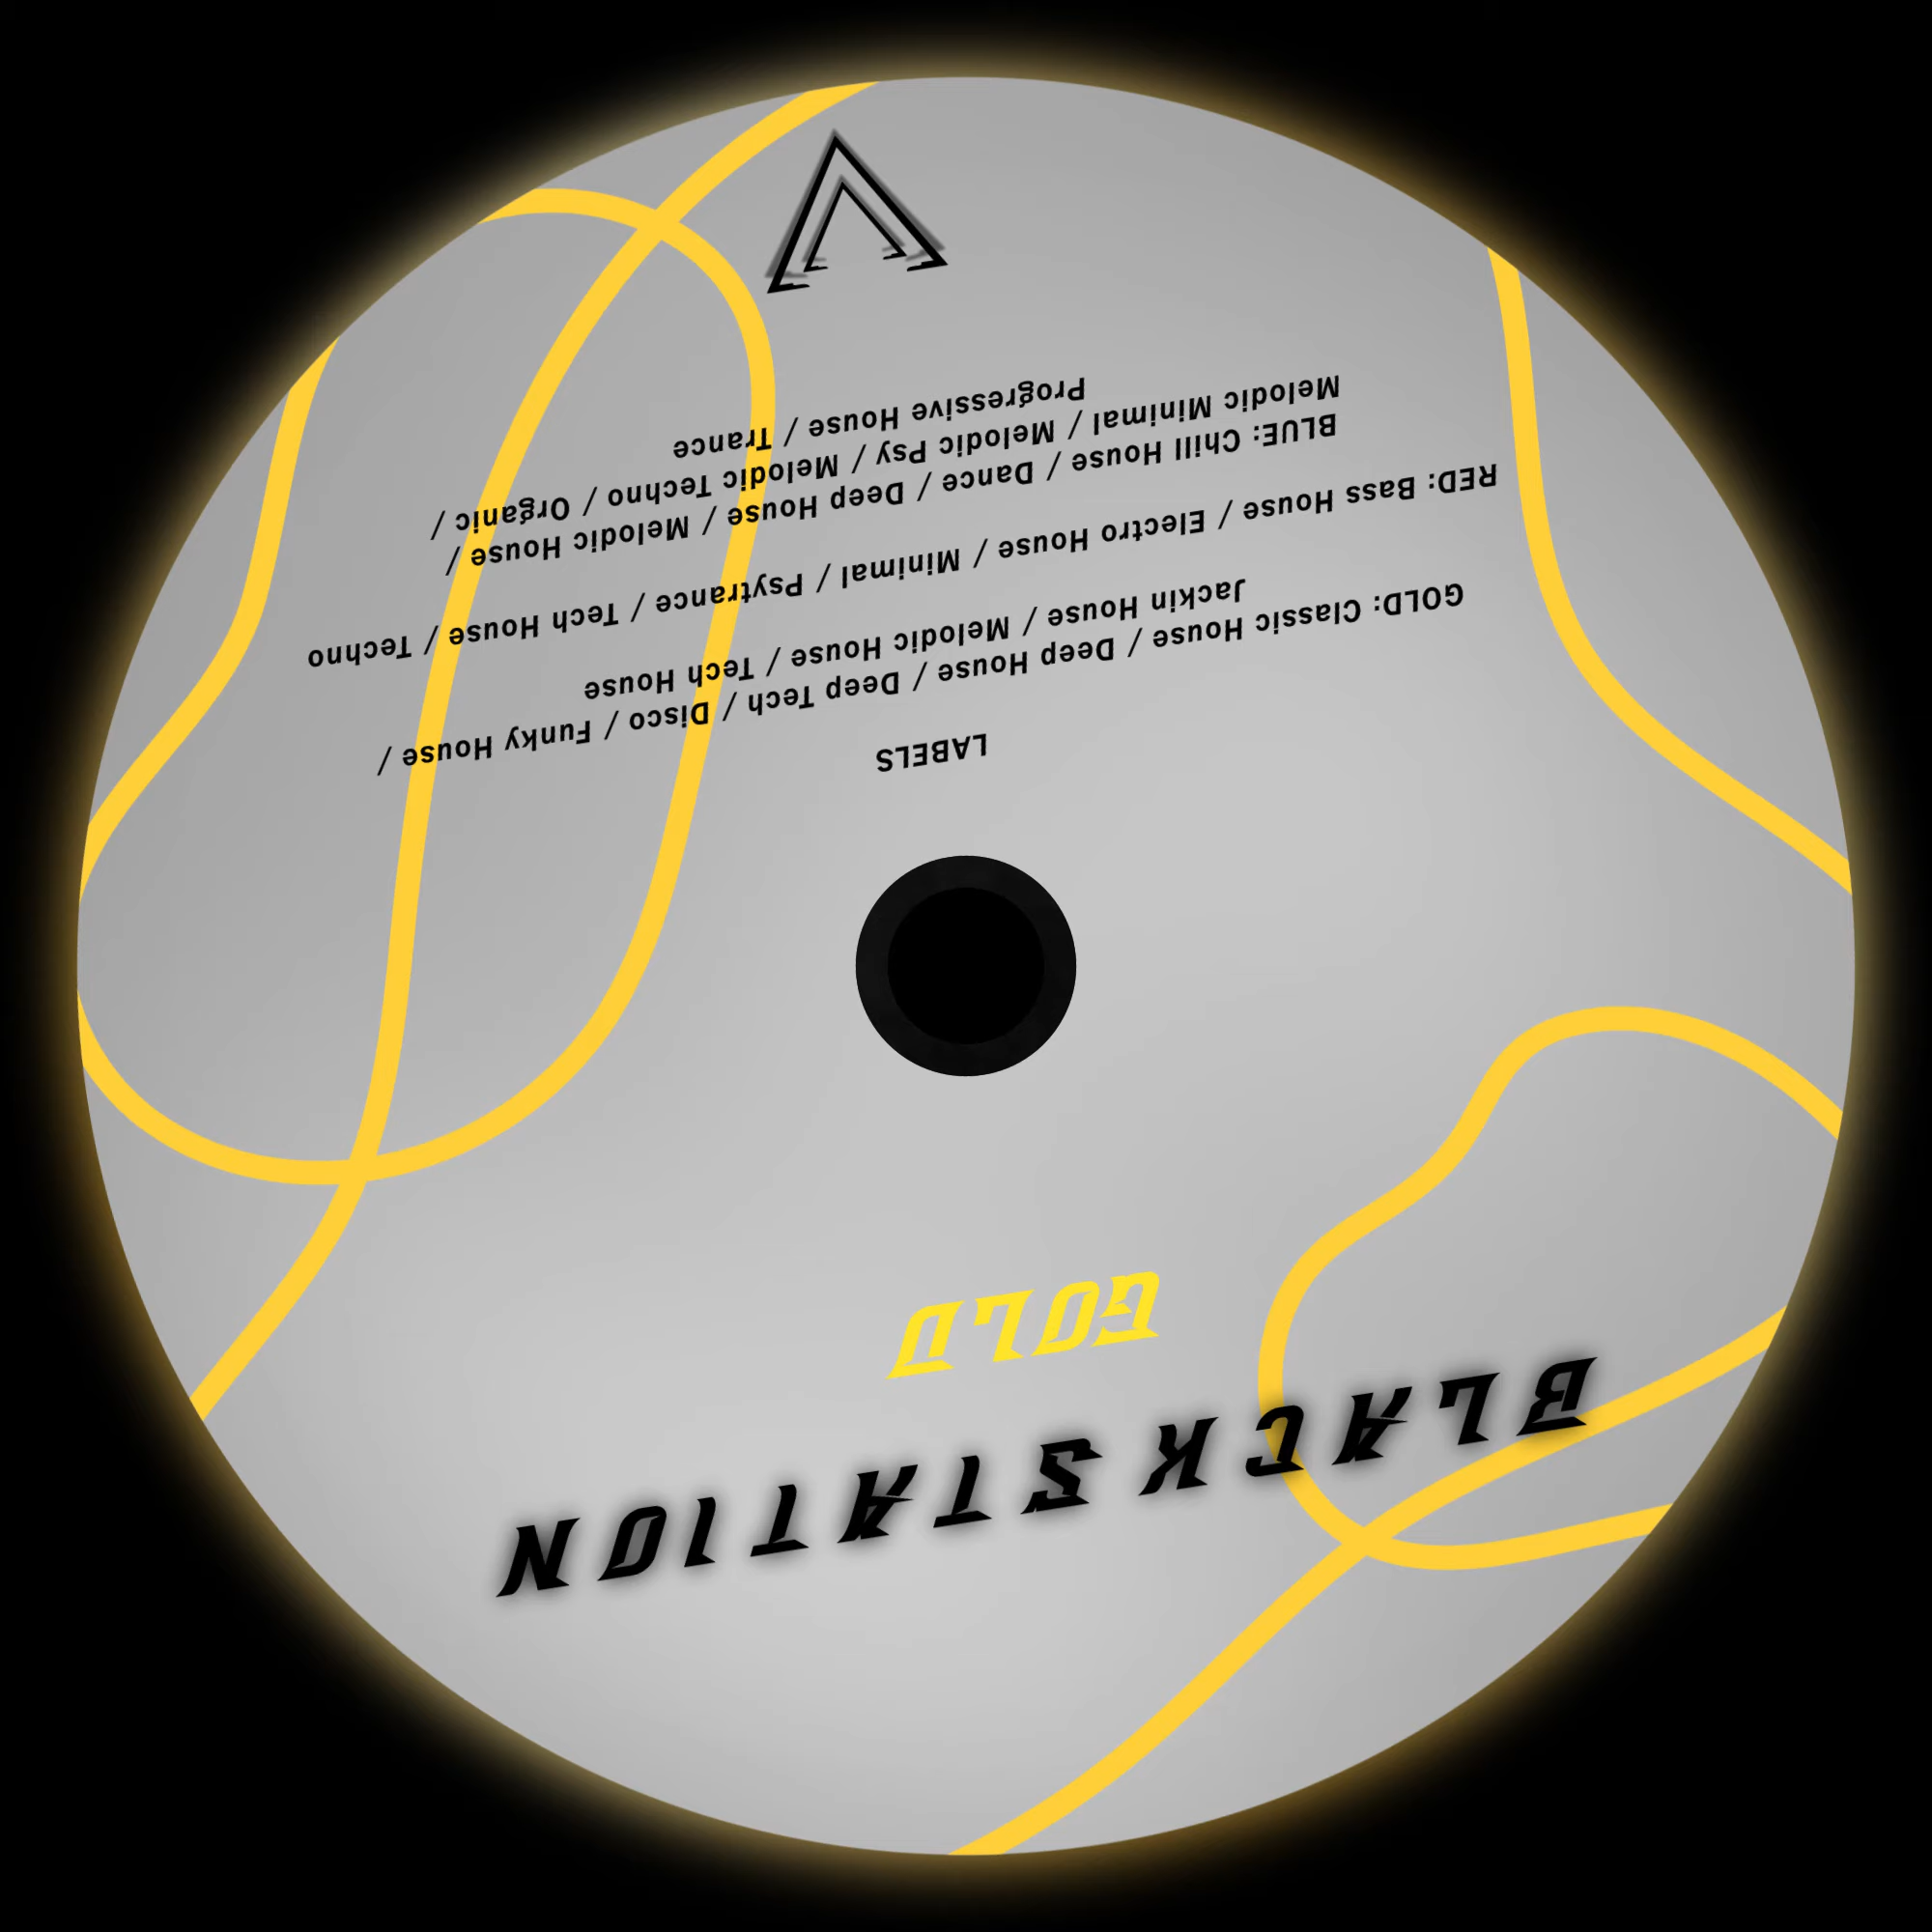 BLACK STATION
GOLD
LABELS
GOLD: Classic House / Deep House / Deep Tech / Disco / Funky House /
Jackin House / Melodic House / Tech House
RED: Bass House / Electro House / Minimal / Psytrance / Tech House / Techno
BLUE: Chill House / Dance / Deep House / Melodic House /
Melodic Minimal / Melodic Psy / Melodic Techno / Organic /
Progressive House / Trance